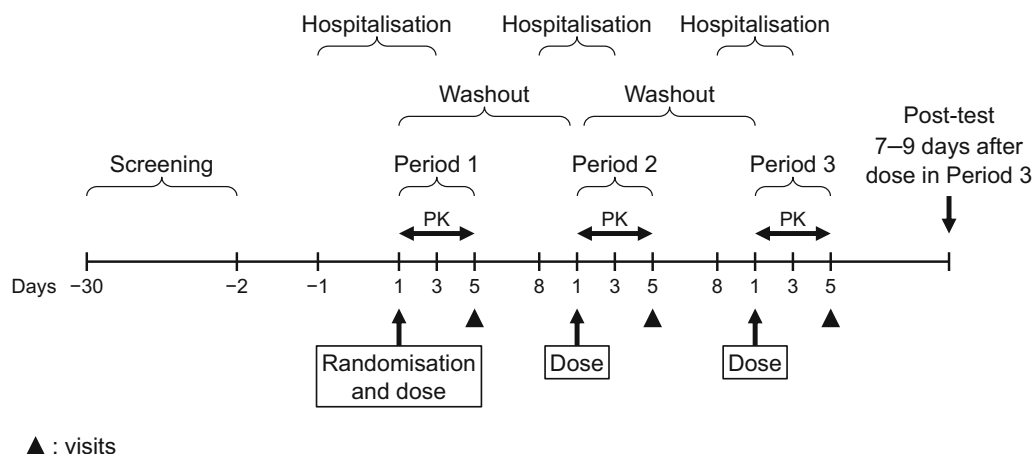 Hospitalisation Hospitalisation Hospitalisation
Washout Washout
Post-test
7–9 days after
dose in Period 3
Screening Period 1 Period 2 Period 3
PK PK PK
Days −30 −2 −1 1 3 5 8 1 3 5 8 1 3 5
Randomisation
and dose
Dose Dose
▲ : visits